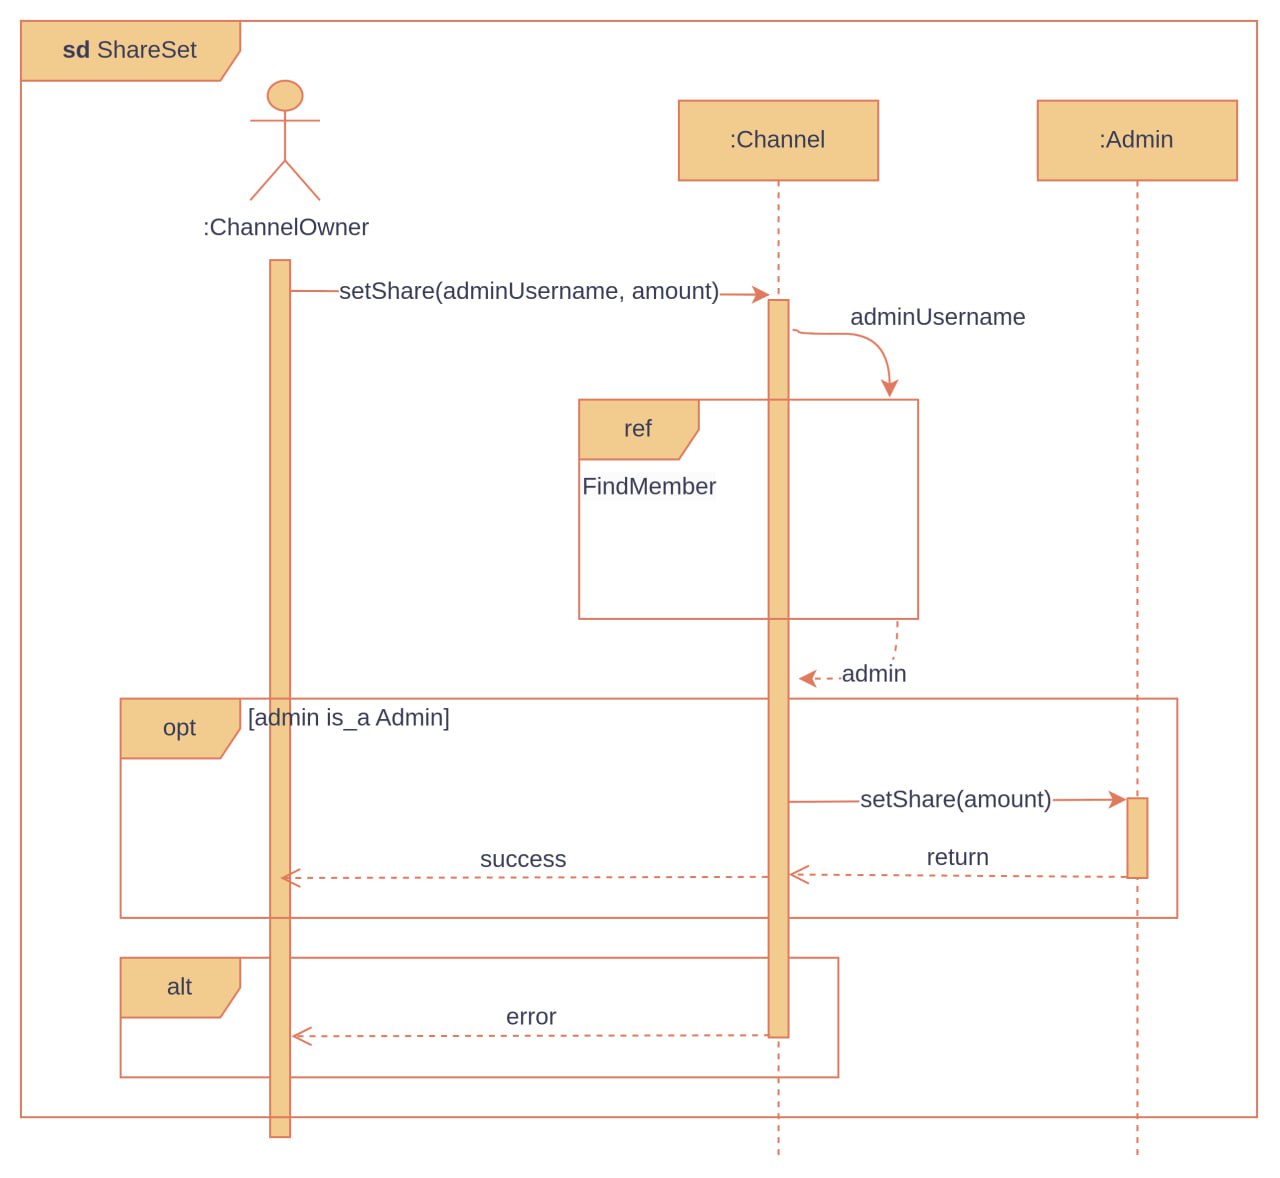 sd ShareSet
:Channel
:Admin
:ChannelOwner
setShare(adminUsername, amount)
adminUsername
ref
FindMember
admin
opt
[admin is_a Admin]
setShare(amount)
success
return
alt
error